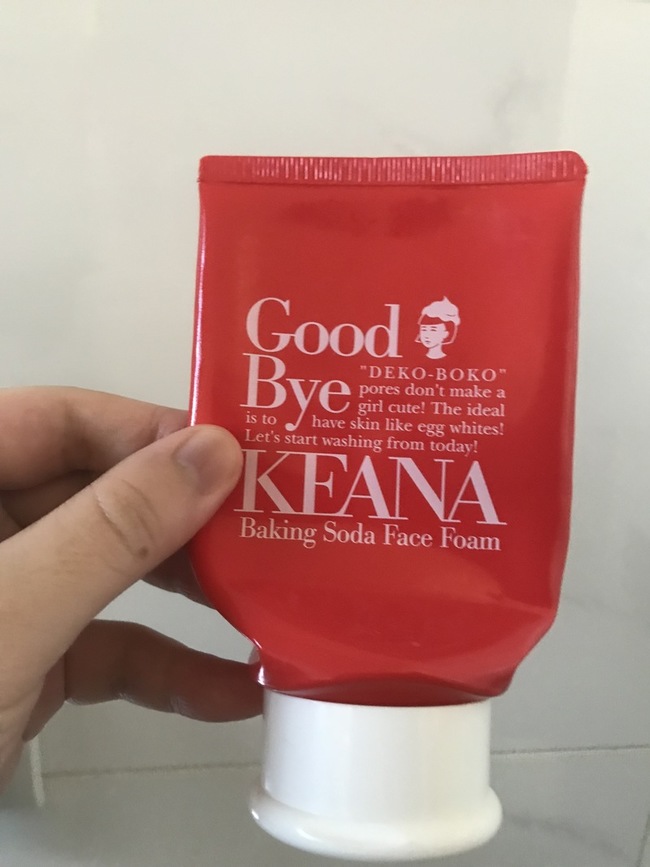 Good
Bye
"DEKO-BOKO"
pores don't make a
girl cute! The ideal
is to have skin like egg whites!
Let's start washing from today!
KEANA
Baking Soda Face Foam